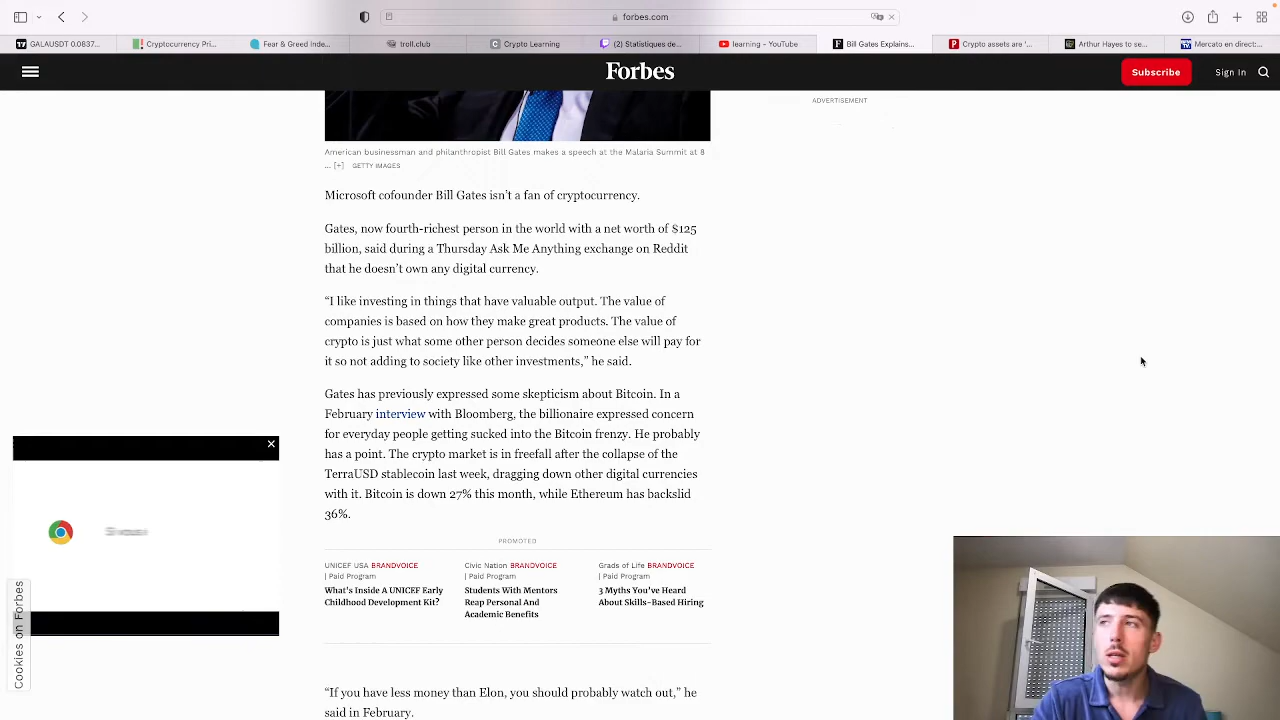 forbes.com
GALAUSDT 0.0837...
Cryptocurrency Pri...
Fear & Greed Inde...
troll.club
Crypto Learning
(2) Statistiques de...
learning - YouTube
Bill Gates Explains...
Crypto assets are '...
Arthur Hayes to se...
Mercato en direct:...
Forbes
Subscribe
Sign In
ADVERTISEMENT
American businessman and philanthropist Bill Gates makes a speech at the Malaria Summit at 8
... [+] GETTY IMAGES
Microsoft cofounder Bill Gates isn’t a fan of cryptocurrency.
Gates, now fourth-richest person in the world with a net worth of $125
billion, said during a Thursday Ask Me Anything exchange on Reddit
that he doesn’t own any digital currency.
“I like investing in things that have valuable output. The value of
companies is based on how they make great products. The value of
crypto is just what some other person decides someone else will pay for
it so not adding to society like other investments,” he said.
Gates has previously expressed some skepticism about Bitcoin. In a
February interview with Bloomberg, the billionaire expressed concern
for everyday people getting sucked into the Bitcoin frenzy. He probably
has a point. The crypto market is in freefall after the collapse of the
TerraUSD stablecoin last week, dragging down other digital currencies
with it. Bitcoin is down 27% this month, while Ethereum has backslid
36%.
PROMOTED
UNICEF USA BRANDVOICE
| Paid Program
What's Inside A UNICEF Early
Childhood Development Kit?
Civic Nation BRANDVOICE
| Paid Program
Students With Mentors
Reap Personal And
Academic Benefits
Grads of Life BRANDVOICE
| Paid Program
3 Myths You've Heard
About Skills-Based Hiring
“If you have less money than Elon, you should probably watch out,” he
said in February.
Cookies on Forbes